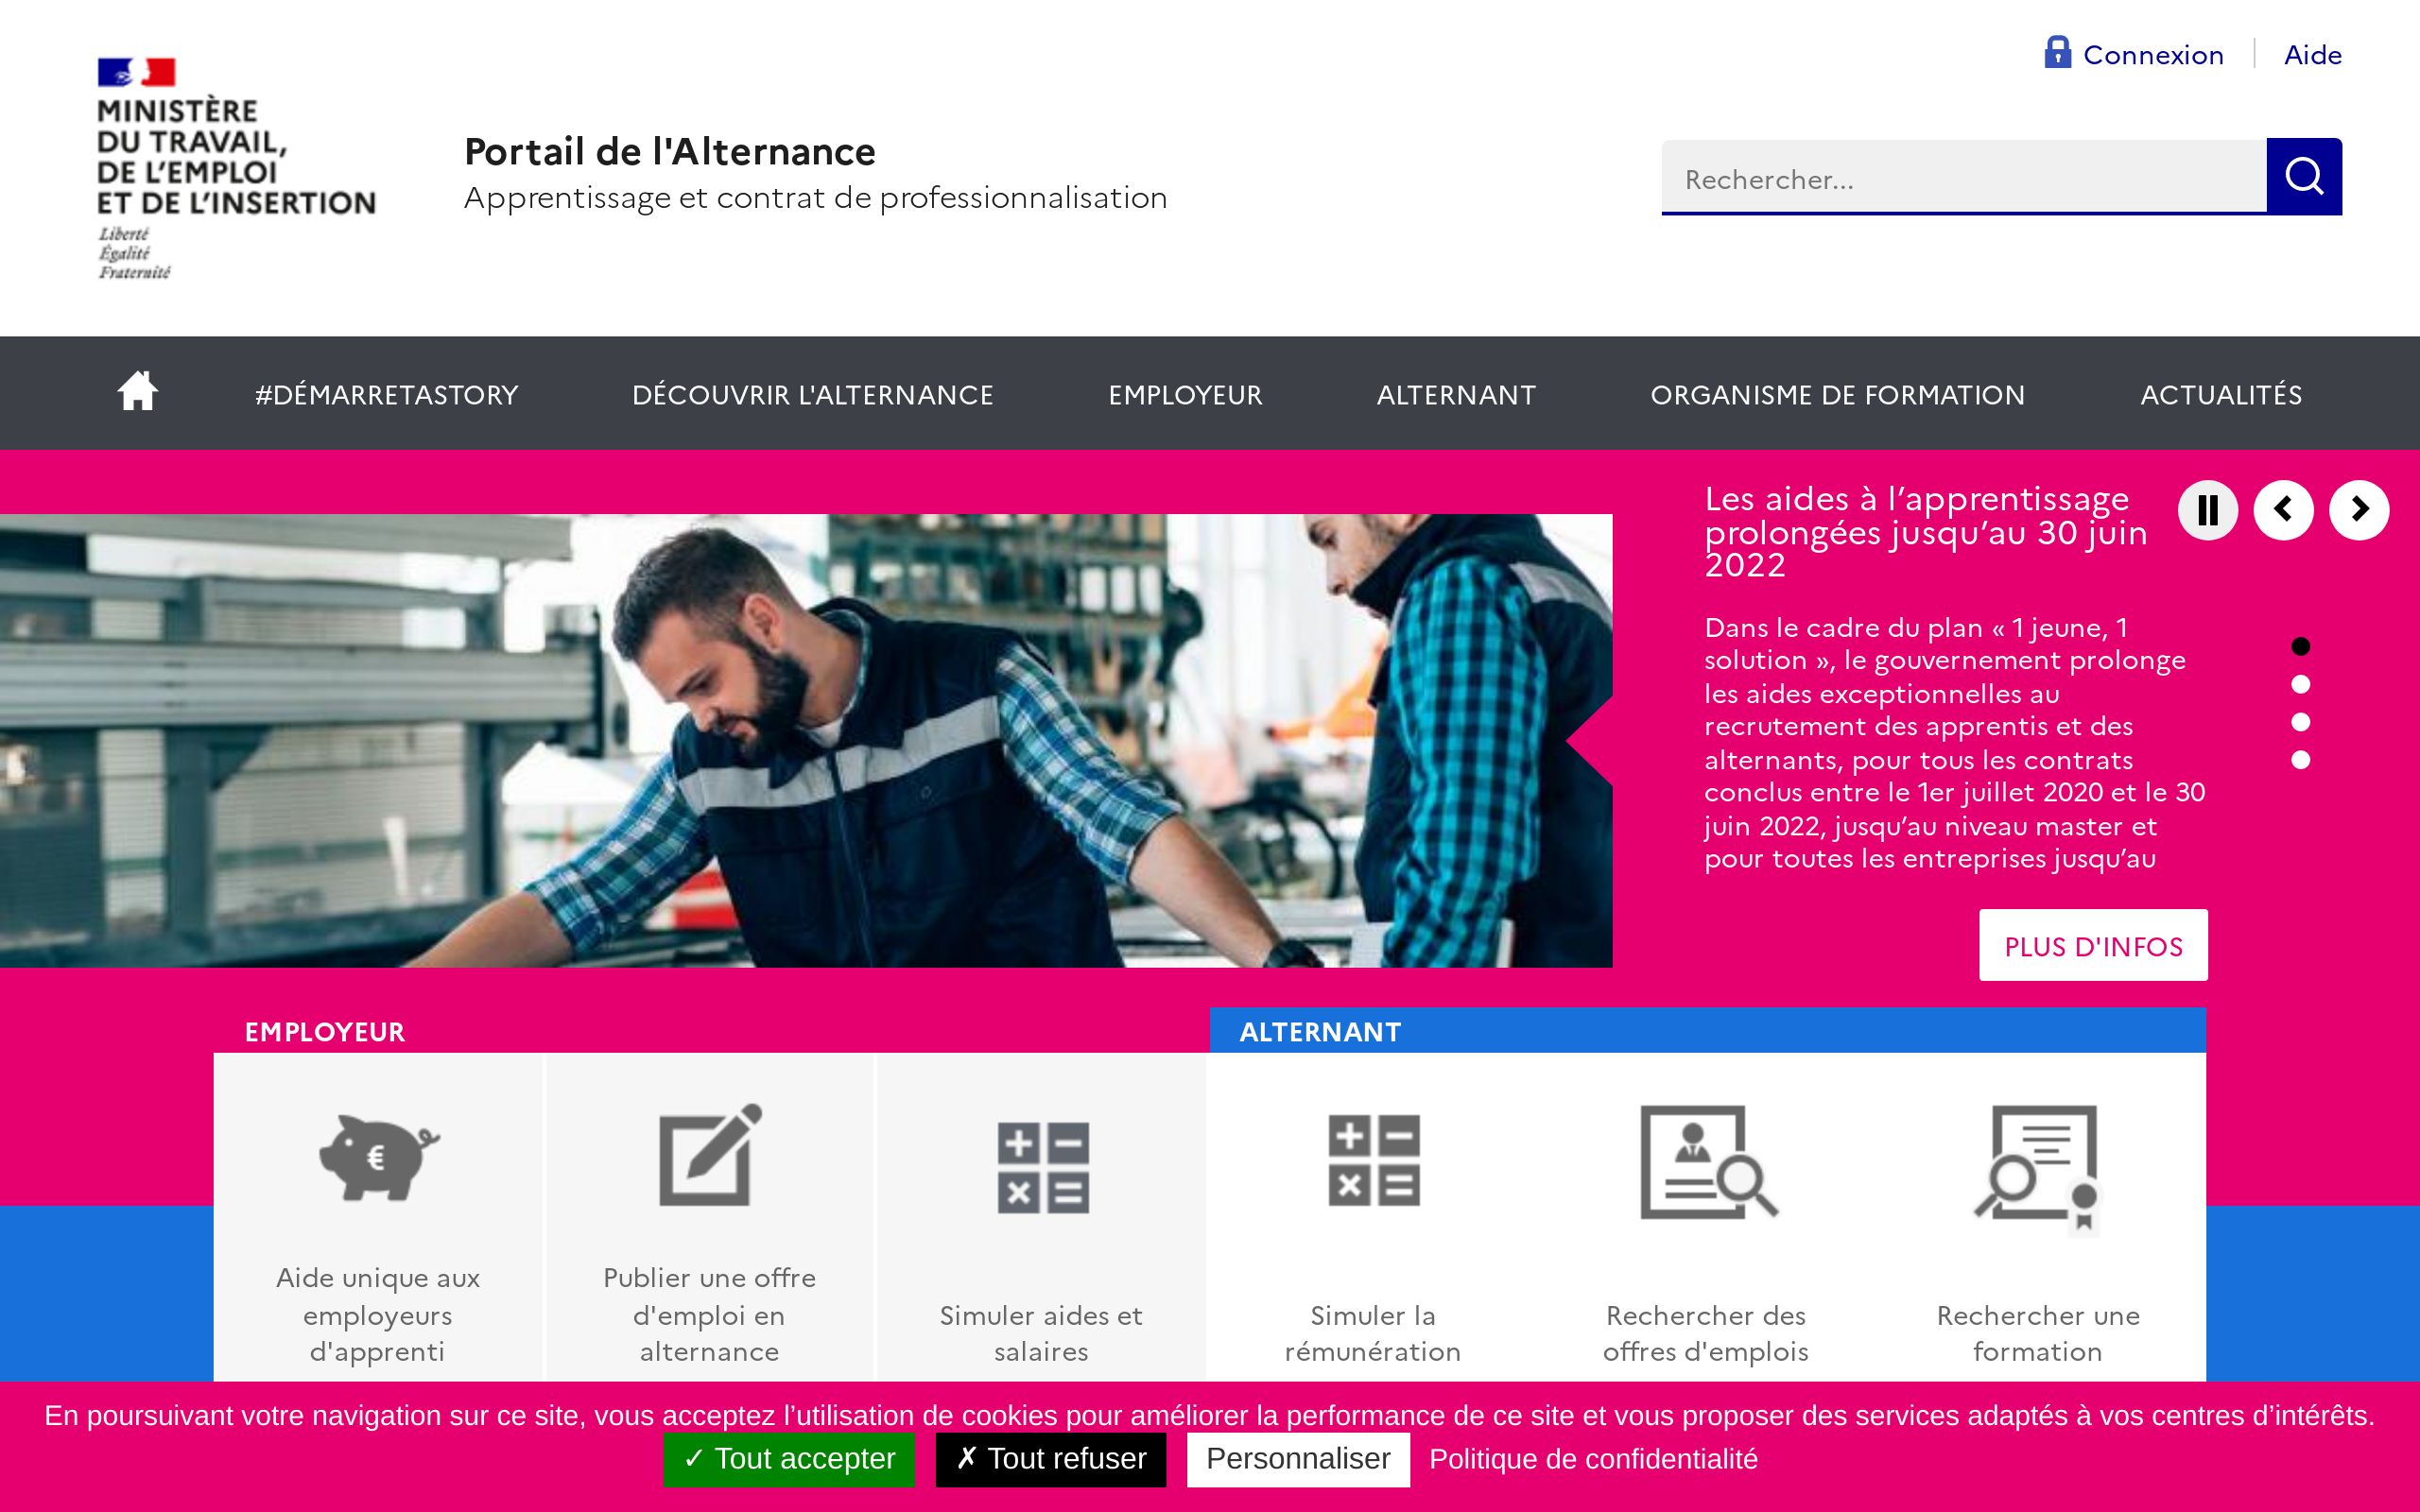 Connexion
Aide
MINISTÈRE
DU TRAVAIL,
DE L'EMPLOI
ET DE L'INSERTION
Liberté
Égalité
Fraternité
Portail de l'Alternance
Apprentissage et contrat de professionnalisation
Rechercher...
#DÉMARRETASTORY
DÉCOUVRIR L'ALTERNANCE
EMPLOYEUR
ALTERNANT
ORGANISME DE FORMATION
ACTUALITÉS
Les aides à l’apprentissage
prolongées jusqu’au 30 juin
2022
Dans le cadre du plan « 1 jeune, 1
solution », le gouvernement prolonge
les aides exceptionnelles au
recrutement des apprentis et des
alternants, pour tous les contrats
conclus entre le 1er juillet 2020 et le 30
juin 2022, jusqu’au niveau master et
pour toutes les entreprises jusqu’au
PLUS D'INFOS
EMPLOYEUR
Aide unique aux
employeurs
d'apprenti
Publier une offre
d'emploi en
alternance
Simuler aides et
salaires
ALTERNANT
Simuler la
rémunération
Rechercher des
offres d'emplois
Rechercher une
formation
En poursuivant votre navigation sur ce site, vous acceptez l’utilisation de cookies pour améliorer la performance de ce site et vous proposer des services adaptés à vos centres d’intérêts.
✓ Tout accepter
✗ Tout refuser
Personnaliser
Politique de confidentialité